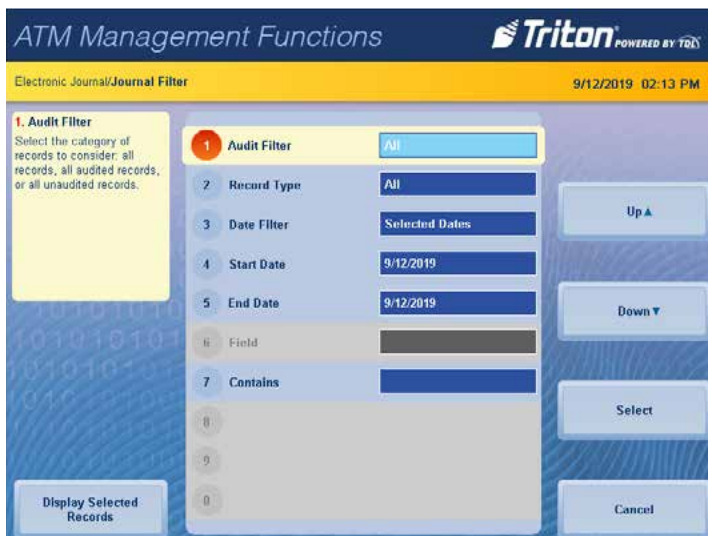 ATM Management Functions
Triton POWERED BY TDL
Electronic Journal/Journal Filter
9/12/2019 02:13 PM
1. Audit Filter
Select the category of
records to consider: all
records, all audited records,
or all unaudited records.
1 Audit Filter All
2 Record Type All
3 Date Filter Selected Dates
4 Start Date 9/12/2019
5 End Date 9/12/2019
6 Field
7 Contains
8
9
0
Up▲
Down▼
Select
Display Selected
Records
Cancel